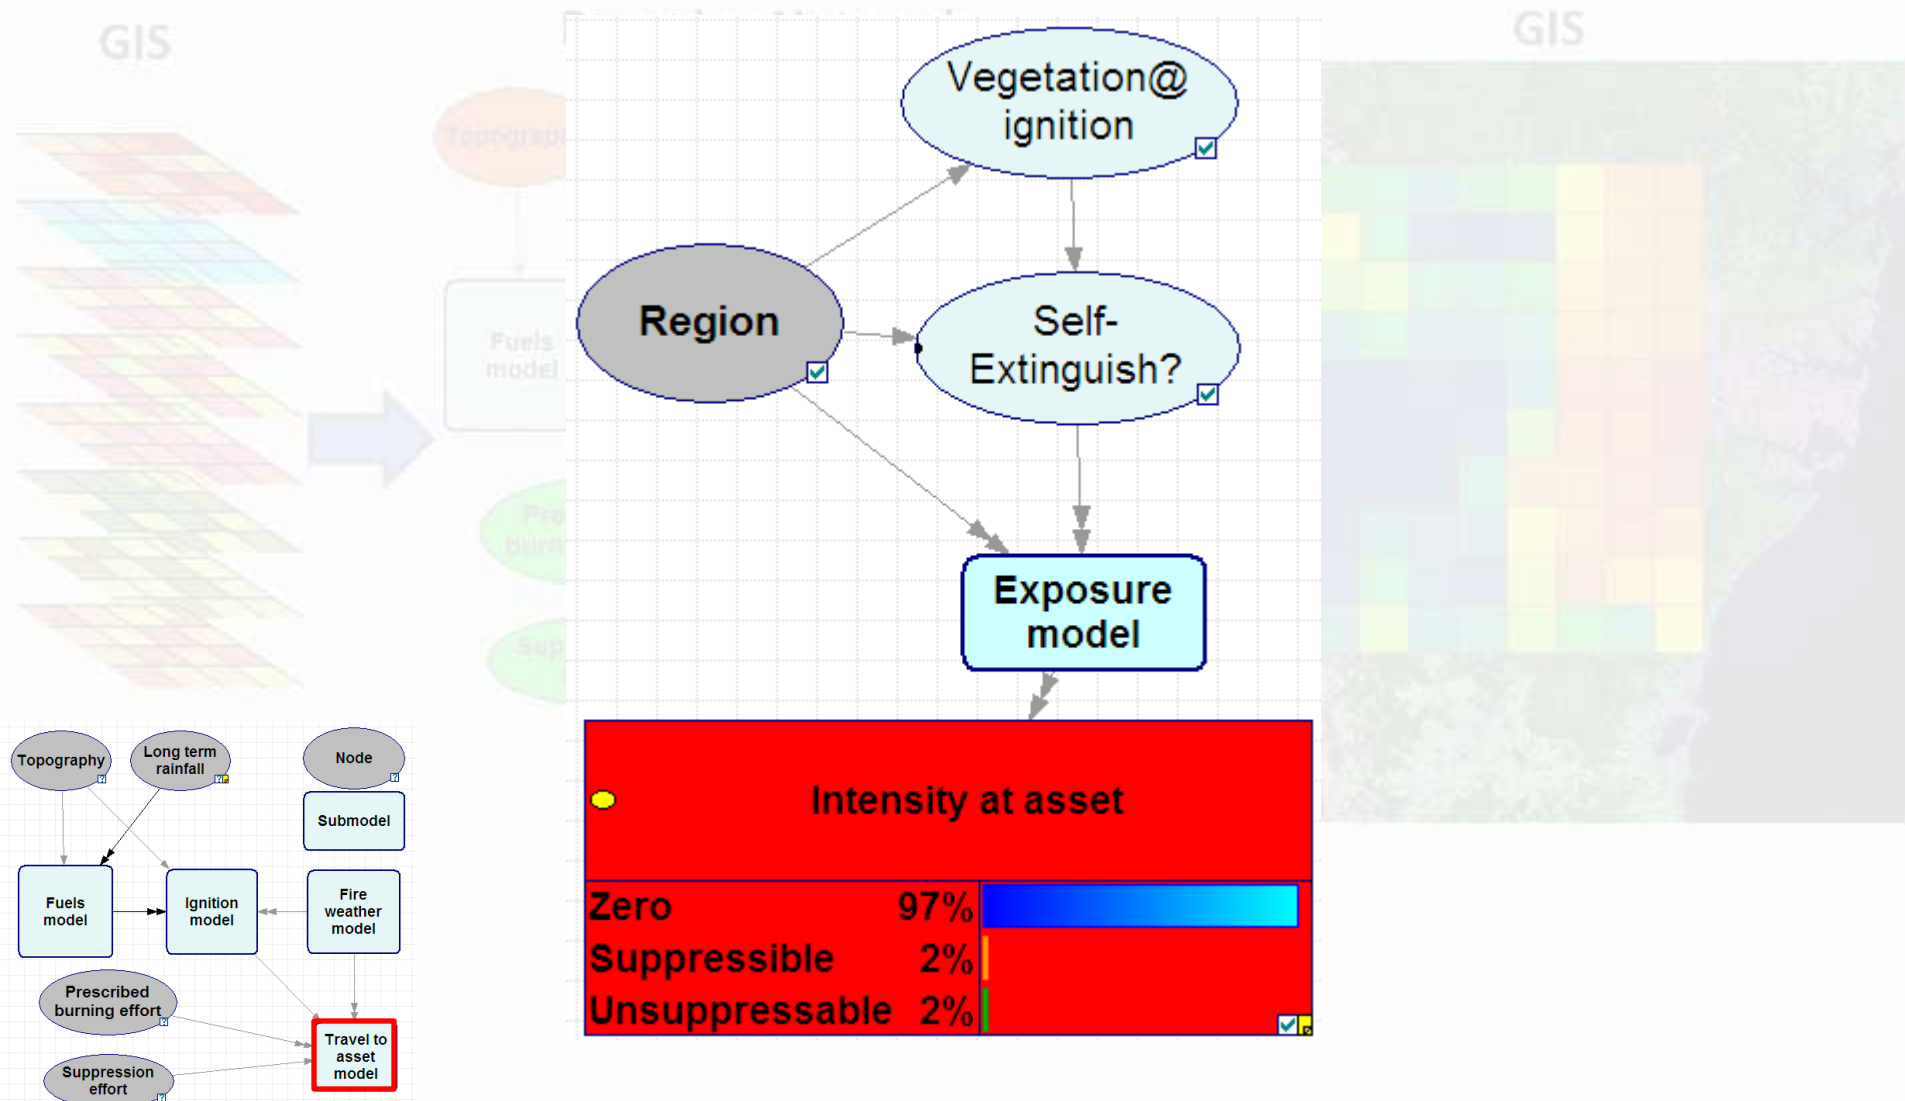 GIS
GIS
Topograp
Fuels
model
Vegetation@
ignition
Region
Self-
Extinguish?
Exposure
model
Intensity at asset
Zero 97%
Suppressible 2%
Unsuppressable 2%
Topography
Long term
rainfall
Node
Submodel
Fuels
model
Ignition
model
Fire
weather
model
Prescribed
burning effort
Suppression
effort
Travel to
asset
model